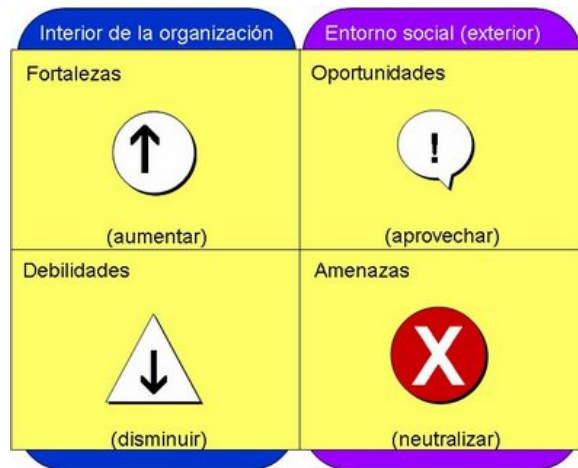 Interior de la organización
Entorno social (exterior)
Fortalezas
Oportunidades
!
(aumentar)
(aprovechar)
Debilidades
Amenazas
X
(disminuir)
(neutralizar)